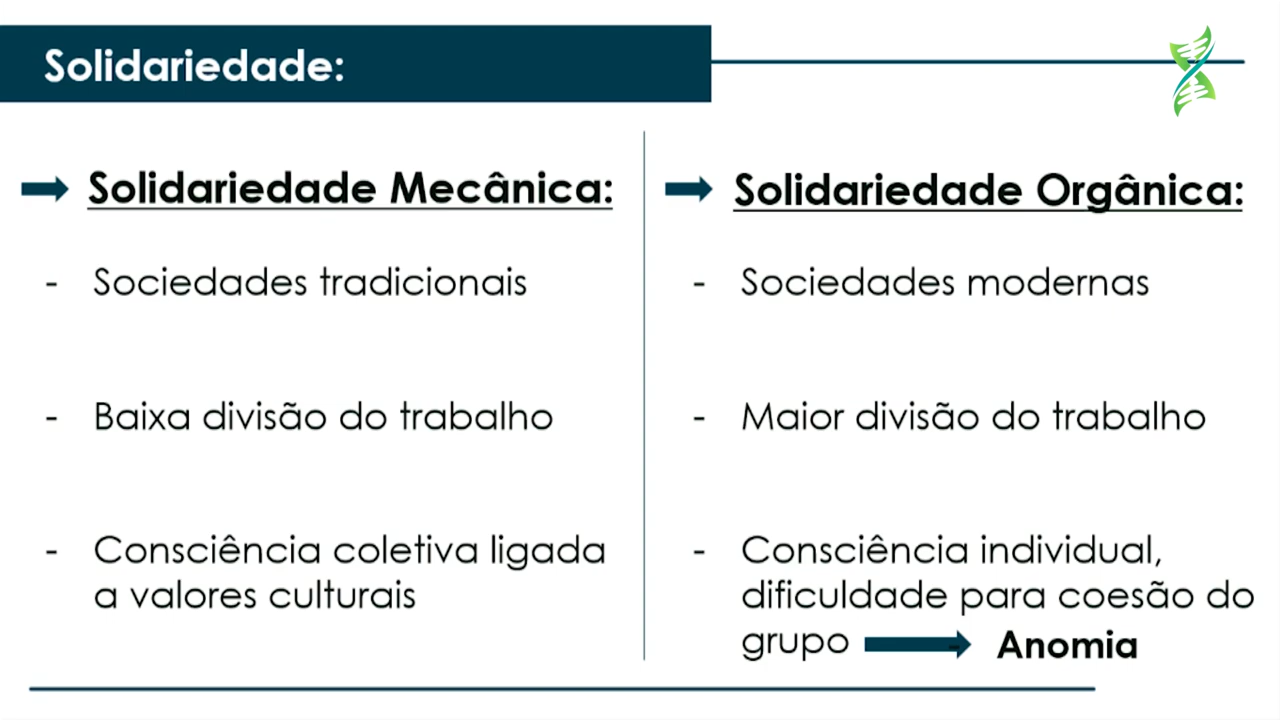 Solidariedade:
Solidariedade Mecânica:
- Sociedades tradicionais
- Baixa divisão do trabalho
- Consciência coletiva ligada
a valores culturais
Solidariedade Orgânica:
- Sociedades modernas
- Maior divisão do trabalho
- Consciência individual,
dificuldade para coesão do
grupo - Anomia